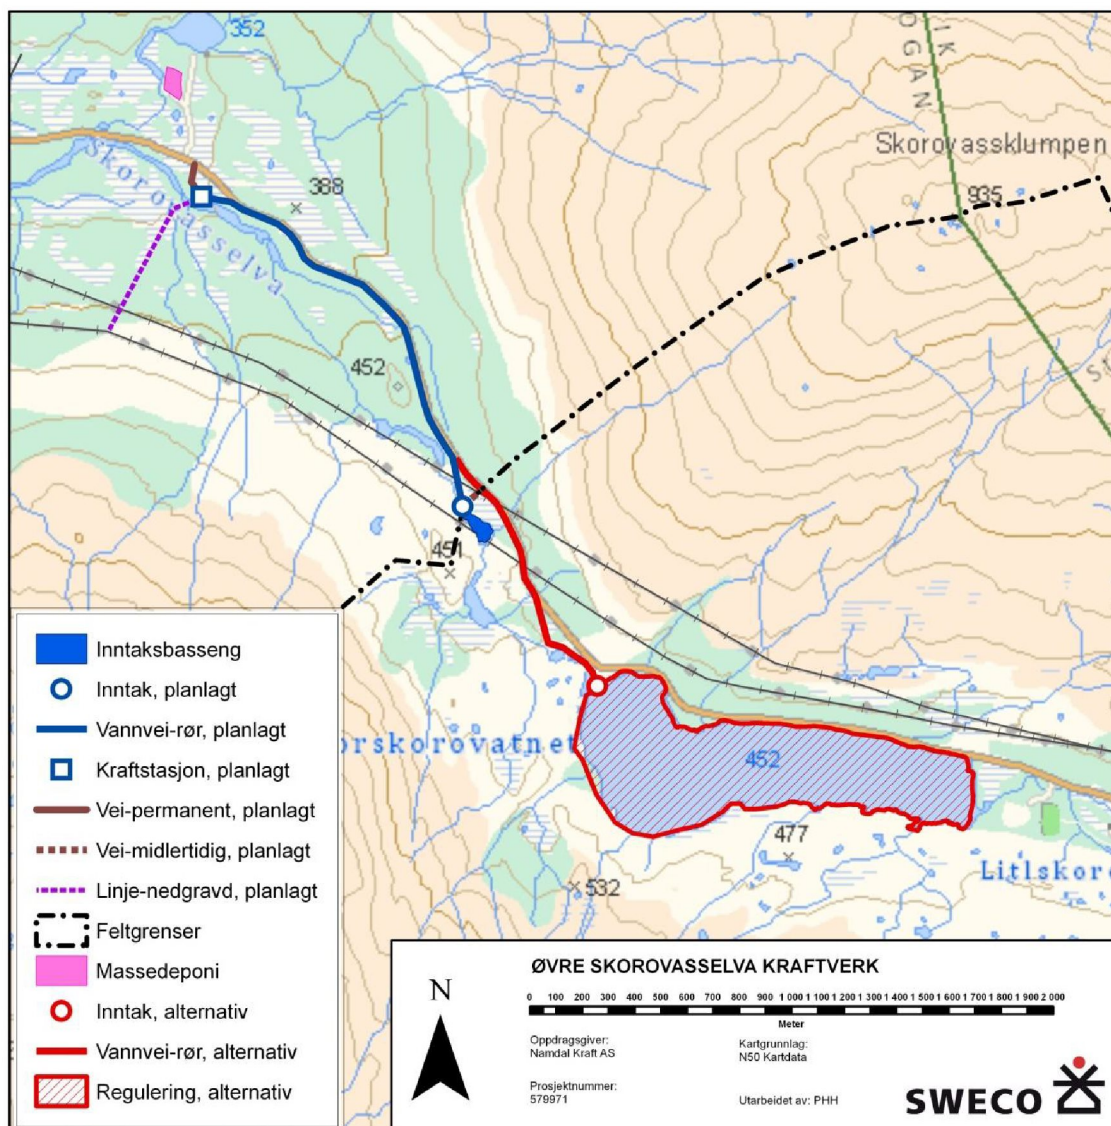 352
IK
OGAN
Skorovassklumpen
935
Skorovasselva
388
452
451
orskorovatnet
452
477
532
Litlskoro
Inntaksbasseng
Inntak, planlagt
Vannvei-rør, planlagt
Kraftstasjon, planlagt
Vei-permanent, planlagt
Vei-midlertidig, planlagt
Linje-nedgravd, planlagt
Feltgrenser
Massedeponi
Inntak, alternativ
Vannvei-rør, alternativ
Regulering, alternativ
N
ØVRE SKOROVASSELVA KRAFTVERK
0 100 200 300 400 500 600 700 800 900 1 000 1 100 1 200 1 300 1 400 1 500 1 600 1 700 1 800 1 900 2 000
Meter
Oppdragsgiver:
Namdal Kraft AS
Kartgrunnlag:
N50 Kartdata
Prosjektnummer:
579971
Utarbeidet av: PHH
SWECO